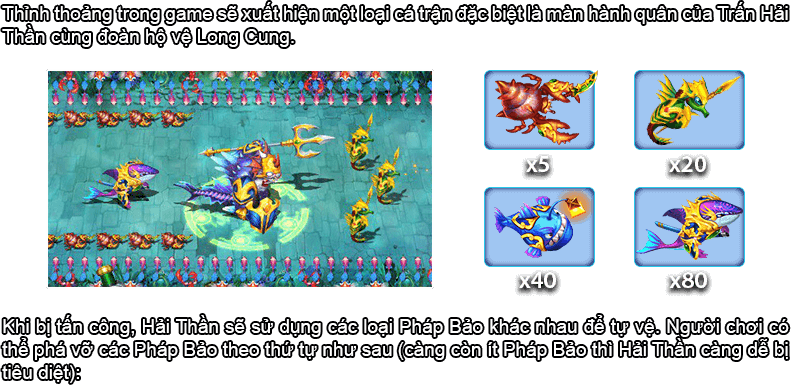 Thỉnh thoảng trong game sẽ xuất hiện một loại cá trận đặc biệt là màn hành quân của Trấn Hải
Thần cùng đoàn hộ vệ Long Cung.
x5
x20
x40
x80
Khi bị tấn công, Hải Thần sẽ sử dụng các loại Pháp Bảo khác nhau để tự vệ. Người chơi có
thể phá vỡ các Pháp Bảo theo thứ tự như sau (càng còn ít Pháp Bảo thì Hải Thần càng dễ bị
tiêu diệt):